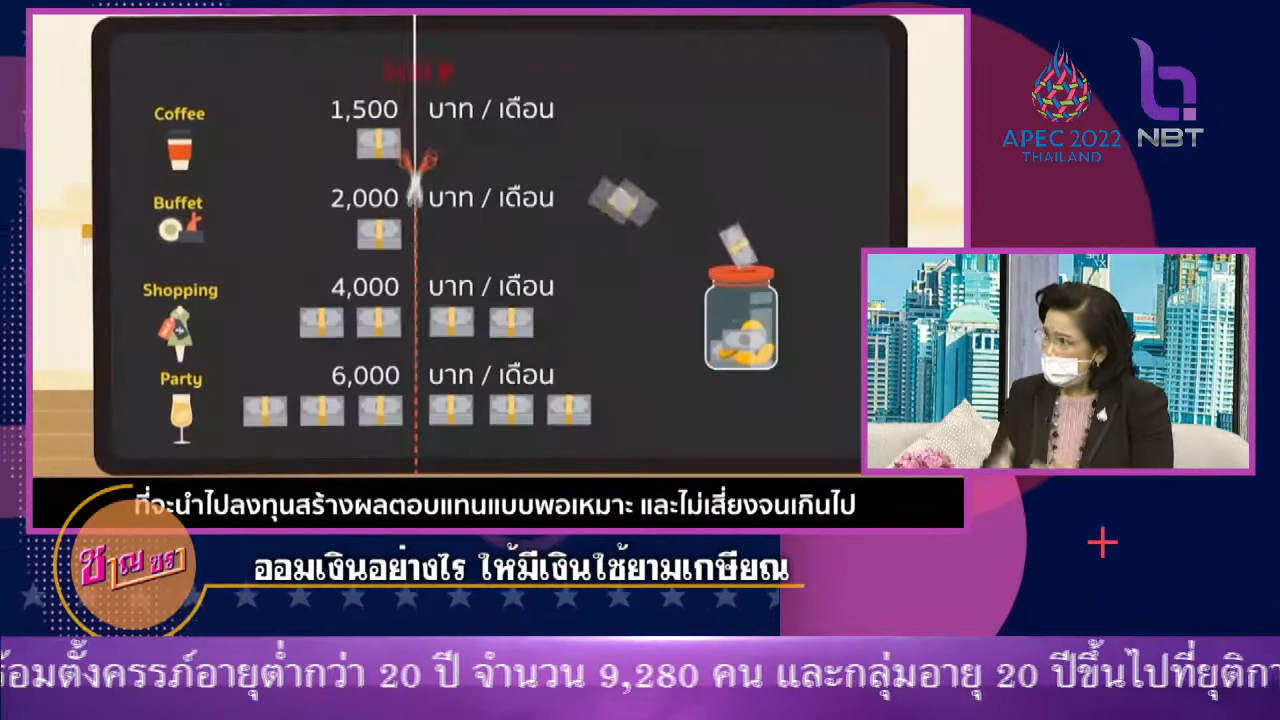 Coffee 1,500 บาท / เดือน
Buffet 2,000 บาท / เดือน
Shopping 4,000 บาท / เดือน
Party 6,000 บาท / เดือน
APEC 2022
THAILAND
NBT
ที่จะนำไปลงทุนสร้างผลตอบแทนแบบพอเหมาะ และไม่เสี่ยงจนเกินไป
ชาญ ชรา
ออมเงินอย่างไร ให้มีเงินใช้ยามเกษียณ
ร้อมตั้งครรภ์อายุต่ำกว่า 20 ปี จำนวน 9,280 คน และกลุ่มอายุ 20 ปีขึ้นไปที่ยุติกา